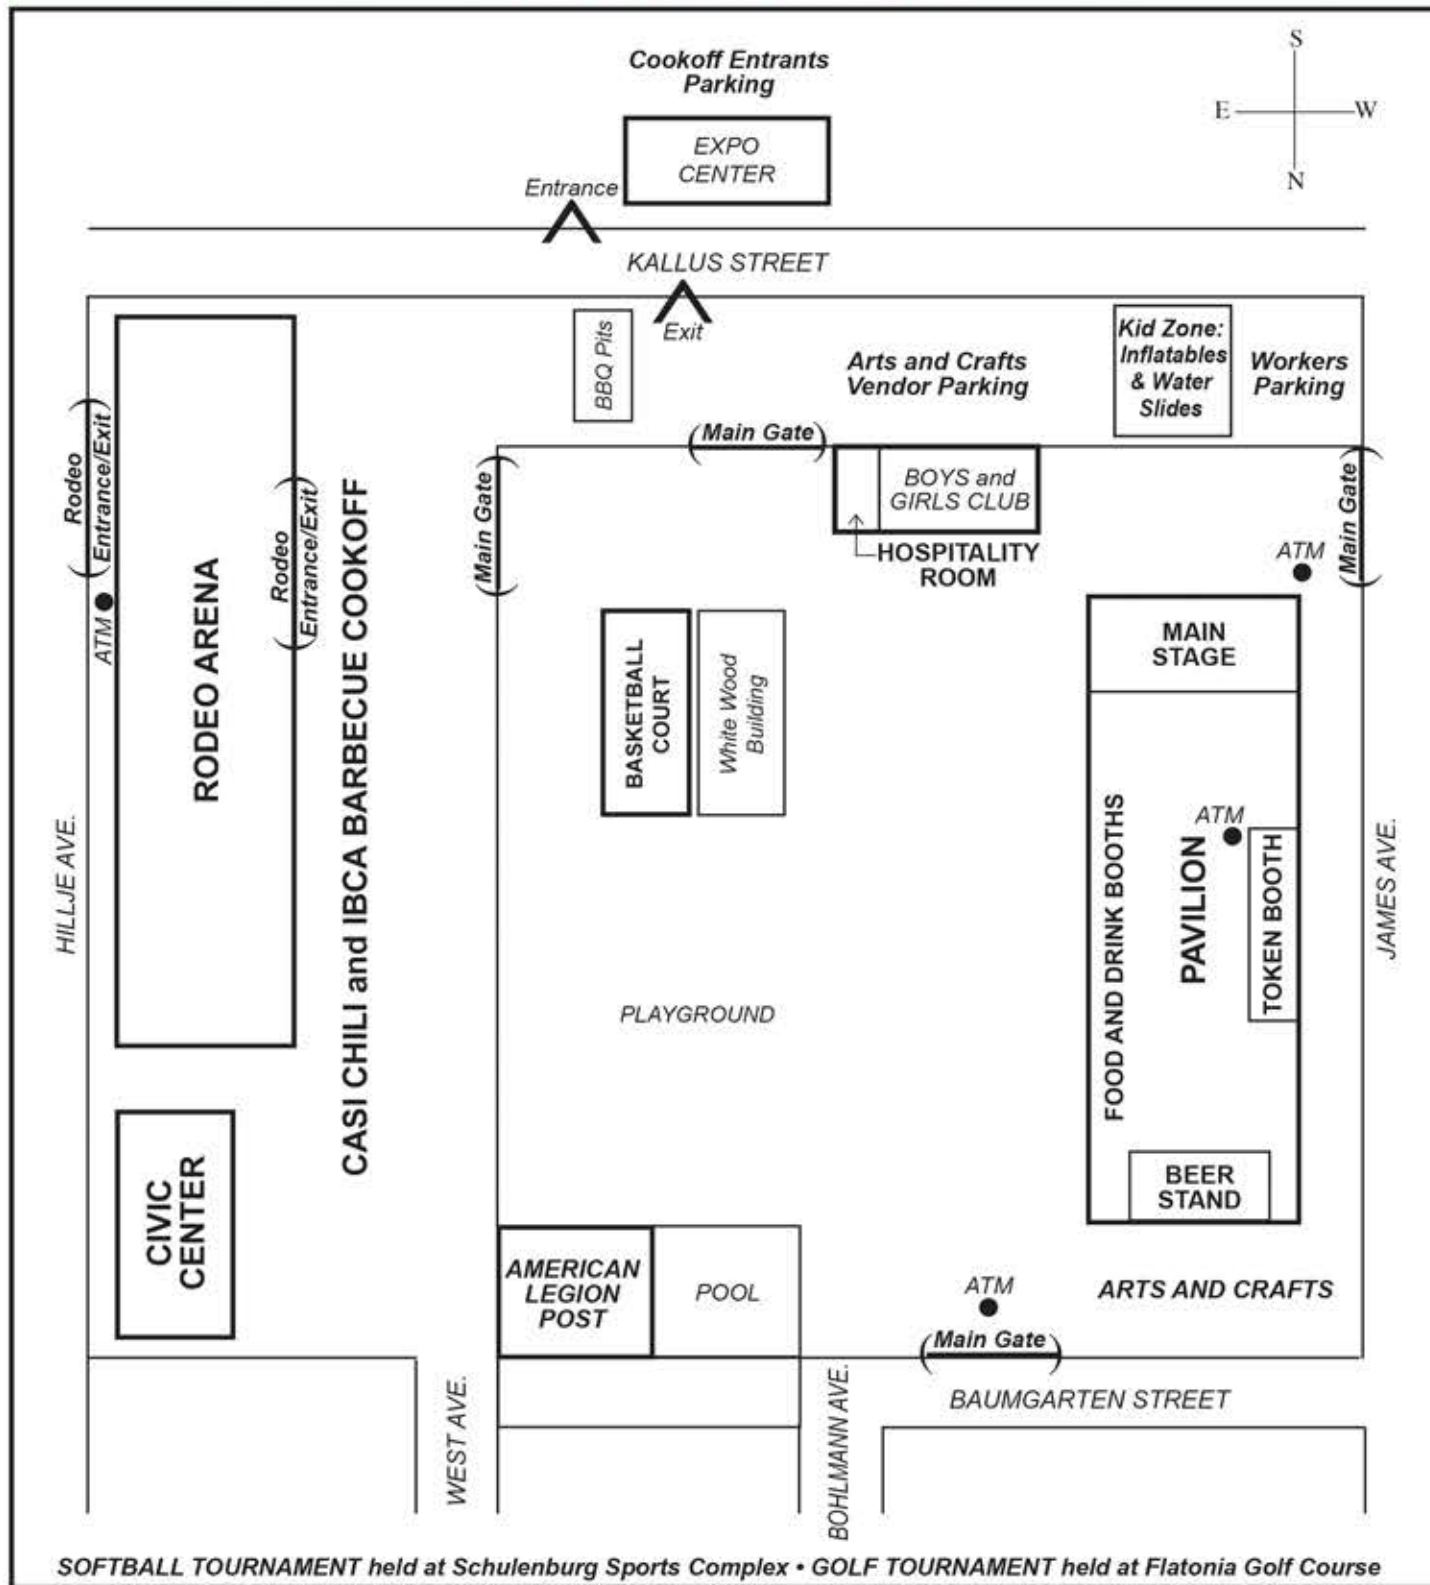 Cookoff Entrants
Parking
S
E
W
N
EXPO
CENTER
Entrance
KALLUS STREET
Exit
BBQ Pits
Arts and Crafts
Vendor Parking
Kid Zone:
Inflatables
& Water
Slides
Workers
Parking
Rodeo
Entrance/Exit
ATM
RODEO ARENA
Rodeo
Entrance/Exit
CASI CHILI and IBCA BARBECUE COOKOFF
Main Gate
Main Gate
BOYS and
GIRLS CLUB
HOSPITALITY
ROOM
Main Gate
ATM
BASKETBALL
COURT
White Wood
Building
MAIN
STAGE
HILLJE AVE.
FOOD AND DRINK BOOTHS
PAVILION
ATM
TOKEN BOOTH
JAMES AVE.
PLAYGROUND
CIVIC
CENTER
BEER
STAND
AMERICAN
LEGION
POST
POOL
ATM
ARTS AND CRAFTS
Main Gate
WEST AVE.
BOHLMANN AVE.
BAUMGARTEN STREET
SOFTBALL TOURNAMENT held at Schulenburg Sports Complex • GOLF TOURNAMENT held at Flatonia Golf Course